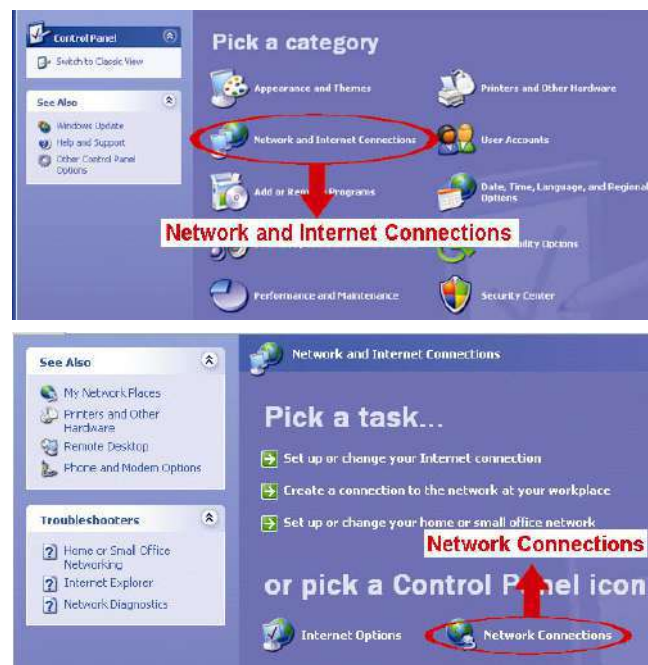 Control Panel
Switch to Classic View
See Also
Windows Update
Help and Support
Other Control Panel
Options
Pick a category
Appearance and Themes
Printers and Other Hardware
Network and Internet Connections
User Accounts
Add or Remove Programs
Date, Time, Language, and Regional
Options
Network and Internet Connections
Options
Performance and Maintenance
Security Center
See Also
My Network Places
Printers and Other
Hardware
Remote Desktop
Phone and Modem Options
Troubleshooters
Home or Small Office
Networking
Internet Explorer
Network Diagnostics
Network and Internet Connections
Pick a task...
Set up or change your Internet connection
Create a connection to the network at your workplace
Set up or change your home or small office network
Network Connections
or pick a Control Panel icon
Internet Options
Network Connections